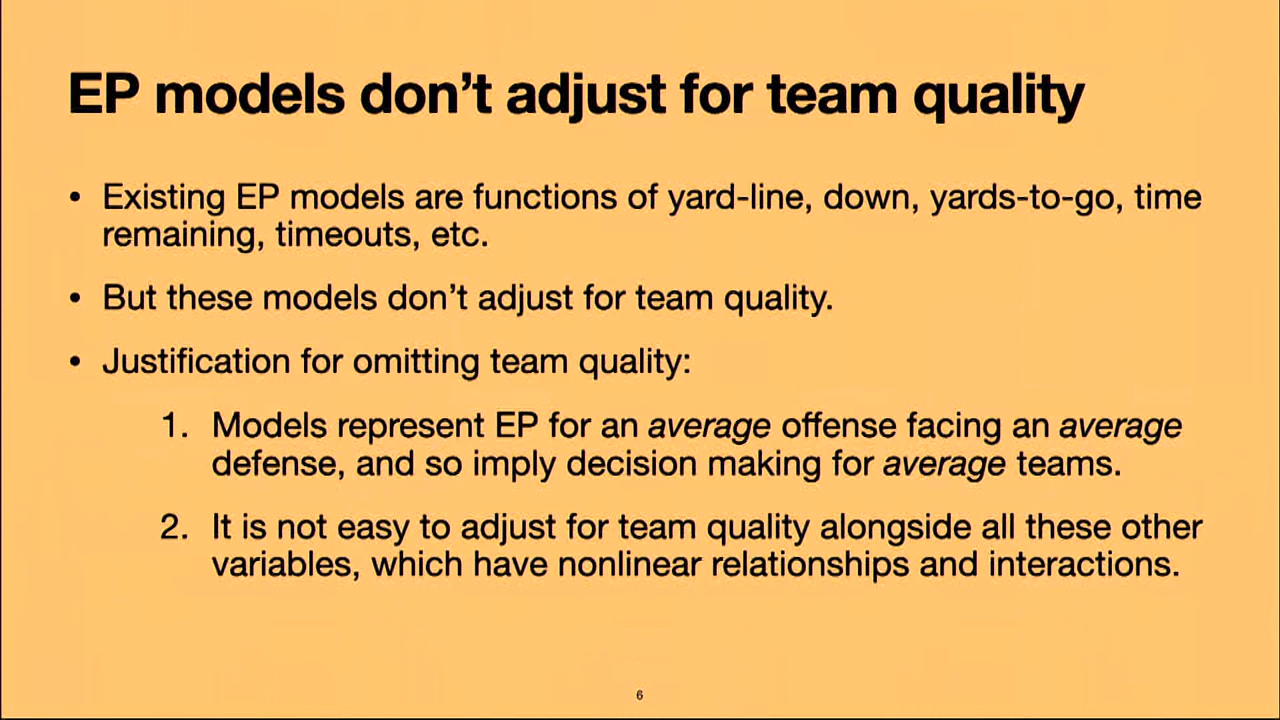 EP models don't adjust for team quality
• Existing EP models are functions of yard-line, down, yards-to-go, time
remaining, timeouts, etc.
• But these models don't adjust for team quality.
• Justification for omitting team quality:
1. Models represent EP for an average offense facing an average
defense, and so imply decision making for average teams.
2. It is not easy to adjust for team quality alongside all these other
variables, which have nonlinear relationships and interactions.
6